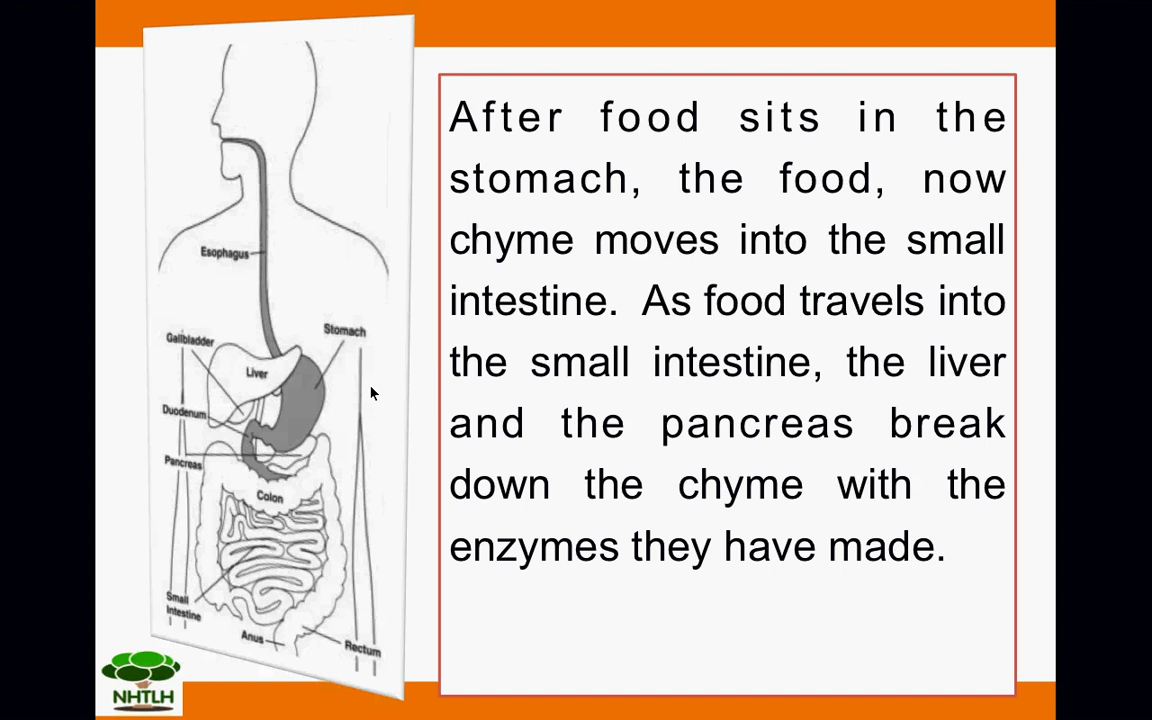 Esophagus
Stomach
Gallbladder
Liver
Duodenum
Pancreas
Colon
Small
Intestine
Anus
Rectum
NHTLH
After food sits in the
stomach, the food, now
chyme moves into the small
intestine.  As food travels into
the small intestine, the liver
and the pancreas break
down the chyme with the
enzymes they have made.